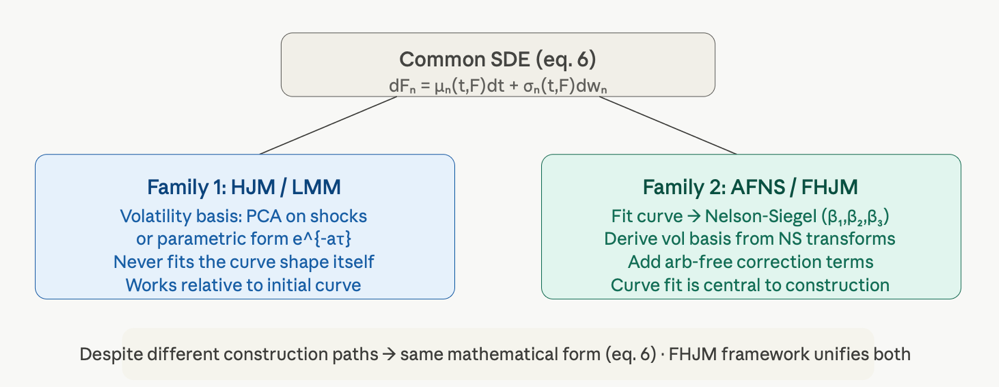 Common SDE (eq. 6)
dFₙ = μₙ(t,F)dt + σₙ(t,F)dwₙ
Family 1: HJM / LMM
Volatility basis: PCA on shocks
or parametric form e^{-aτ}
Never fits the curve shape itself
Works relative to initial curve
Family 2: AFNS / FHJM
Fit curve → Nelson-Siegel (β₁,β₂,β₃)
Derive vol basis from NS transforms
Add arb-free correction terms
Curve fit is central to construction
Despite different construction paths → same mathematical form (eq. 6) · FHJM framework unifies both